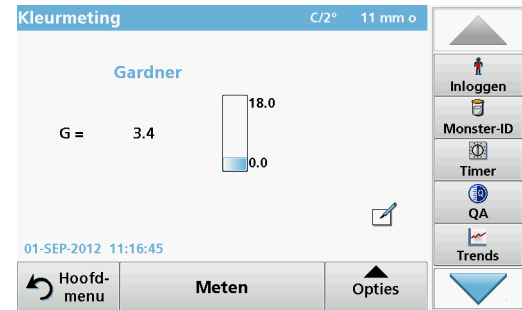 Kleurmeting C/2° 11 mm o
Gardner
18.0
G = 3.4
0.0
01-SEP-2012 11:16:45
Hoofd-
menu
Meten
Opties
Inloggen
Monster-ID
Timer
QA
Trends